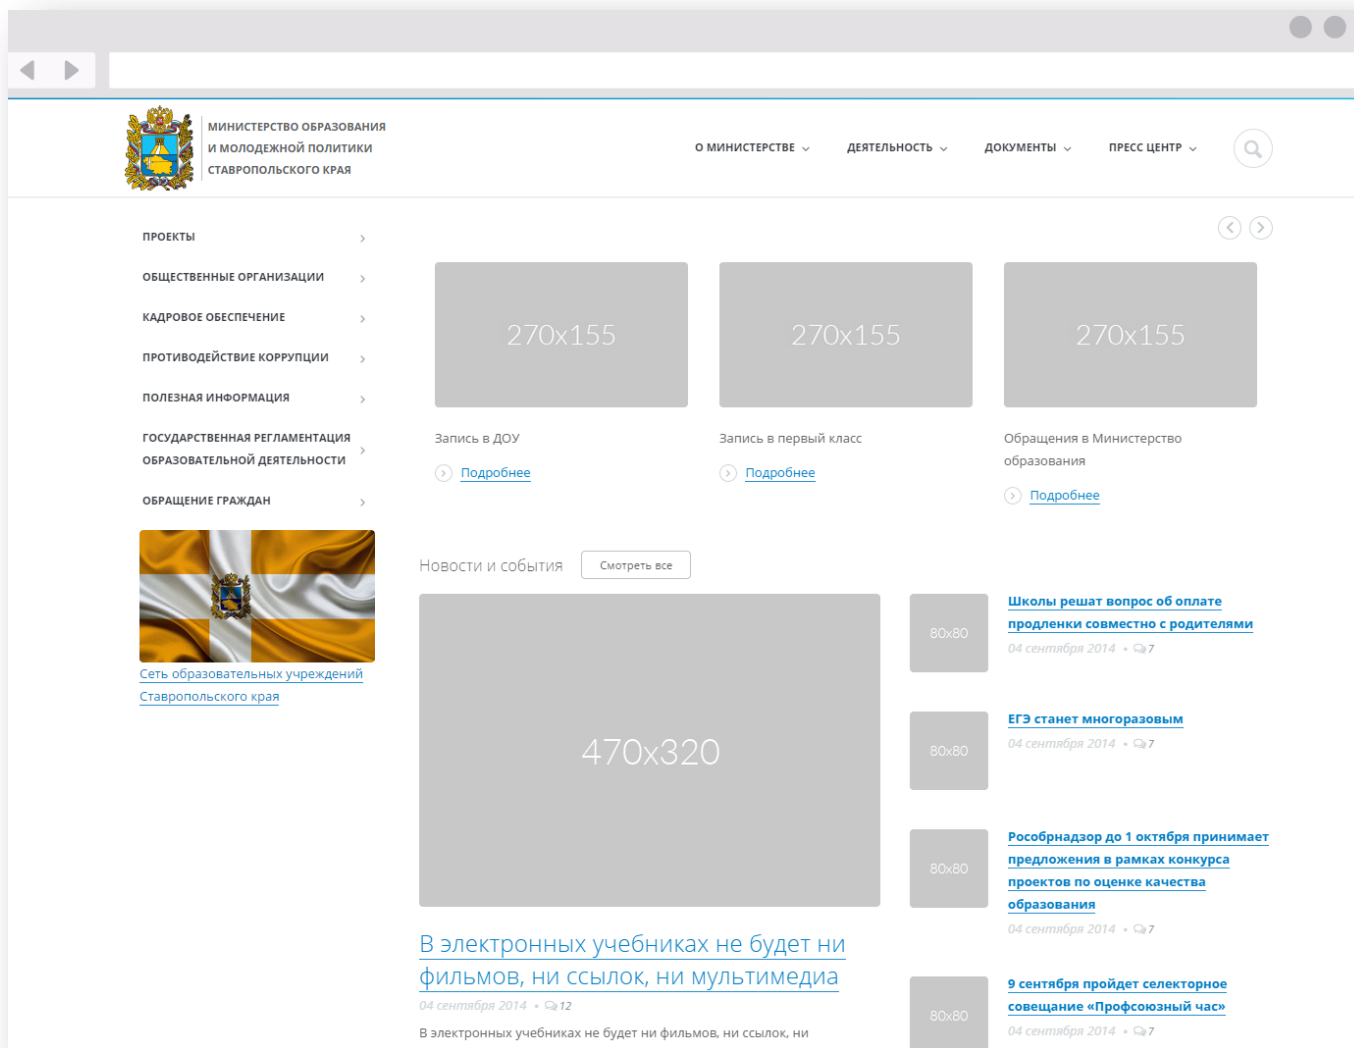 МИНИСТЕРСТВО ОБРАЗОВАНИЯ
И МОЛОДЕЖНОЙ ПОЛИТИКИ
СТАВРОПОЛЬСКОГО КРАЯ
О МИНИСТЕРСТВЕ
ДЕЯТЕЛЬНОСТЬ
ДОКУМЕНТЫ
ПРЕСС ЦЕНТР
ПРОЕКТЫ
ОБЩЕСТВЕННЫЕ ОРГАНИЗАЦИИ
КАДРОВОЕ ОБЕСПЕЧЕНИЕ
ПРОТИВОДЕЙСТВИЕ КОРРУПЦИИ
ПОЛЕЗНАЯ ИНФОРМАЦИЯ
ГОСУДАРСТВЕННАЯ РЕГЛАМЕНТАЦИЯ
ОБРАЗОВАТЕЛЬНОЙ ДЕЯТЕЛЬНОСТИ
ОБРАЩЕНИЕ ГРАЖДАН
Сеть образовательных учреждений
Ставропольского края
270x155
Запись в ДОУ
Подробнее
270x155
Запись в первый класс
Подробнее
270x155
Обращения в Министерство
образования
Подробнее
Новости и события
Смотреть все
470x320
В электронных учебниках не будет ни
фильмов, ни ссылок, ни мультимедиа
04 сентября 2014 • 12
В электронных учебниках не будет ни фильмов, ни ссылок, ни
80x80
Школы решат вопрос об оплате
продленки совместно с родителями
04 сентября 2014 • 7
80x80
ЕГЭ станет многоразовым
04 сентября 2014 • 7
80x80
Рособрнадзор до 1 октября принимает
предложения в рамках конкурса
проектов по оценке качества
образования
04 сентября 2014 • 7
80x80
9 сентября пройдет селекторное
совещание «Профсоюзный час»
04 сентября 2014 • 7